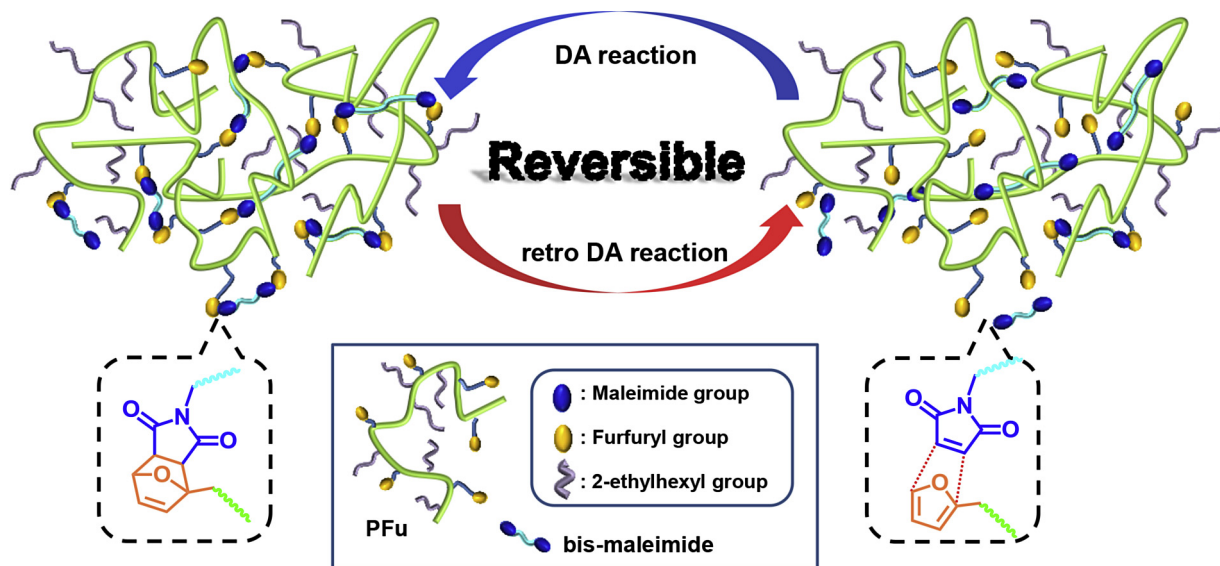 DA reaction
Reversible
retro DA reaction
O
N
O
O
: Maleimide group
: Furfuryl group
: 2-ethylhexyl group
PFu
bis-maleimide
N
O
O
O